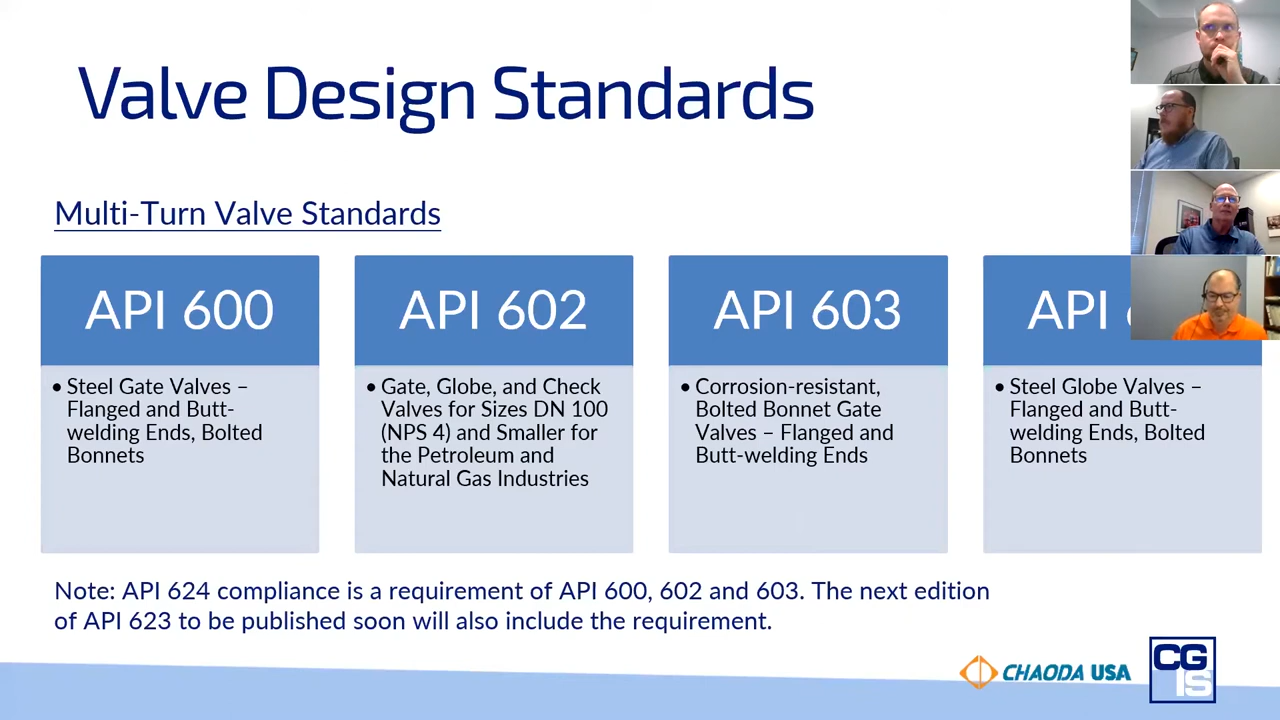 Valve Design Standards
Multi-Turn Valve Standards
API 600
• Steel Gate Valves –
Flanged and Butt-
welding Ends, Bolted
Bonnets
API 602
• Gate, Globe, and Check
Valves for Sizes DN 100
(NPS 4) and Smaller for
the Petroleum and
Natural Gas Industries
API 603
• Corrosion-resistant,
Bolted Bonnet Gate
Valves – Flanged and
Butt-welding Ends
API
• Steel Globe Valves –
Flanged and Butt-
welding Ends, Bolted
Bonnets
Note: API 624 compliance is a requirement of API 600, 602 and 603. The next edition
of API 623 to be published soon will also include the requirement.
CHAODA USA
CG
IS